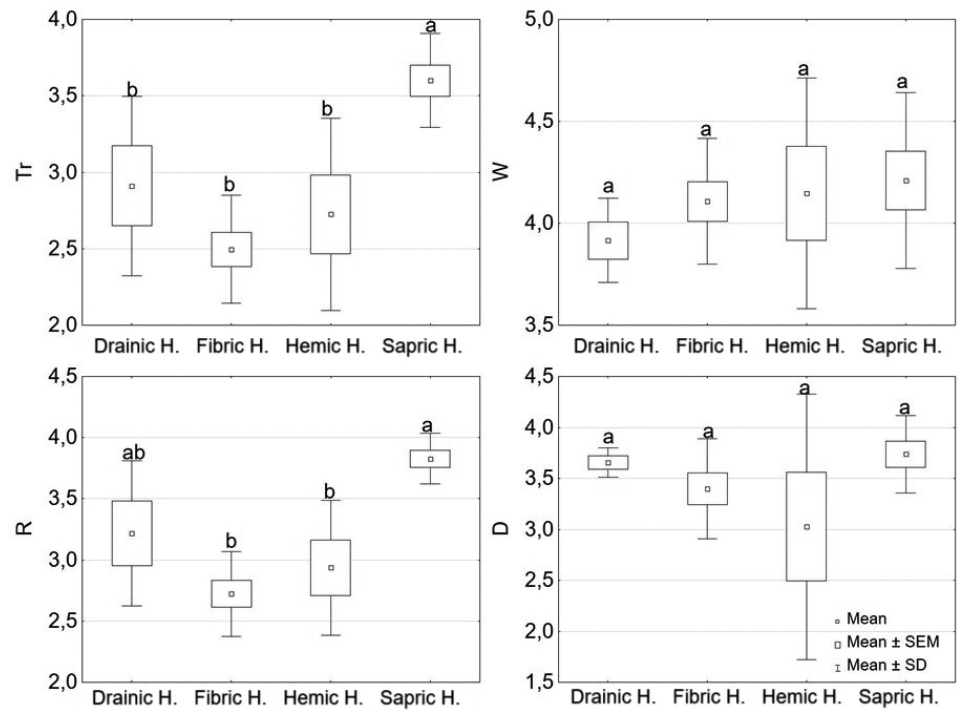 4,0
3,5
3,0
2,5
2,0
Tr
b
b
b
a
Drainic H. Fibric H. Hemic H. Sapric H.
5,0
4,5
4,0
3,5
W
a
a
a
a
Drainic H. Fibric H. Hemic H. Sapric H.
4,5
4,0
3,5
3,0
2,5
2,0
R
ab
b
b
a
Drainic H. Fibric H. Hemic H. Sapric H.
4,5
4,0
3,5
3,0
2,5
2,0
1,5
D
a
a
a
a
Mean
Mean ± SEM
Mean ± SD
Drainic H. Fibric H. Hemic H. Sapric H.